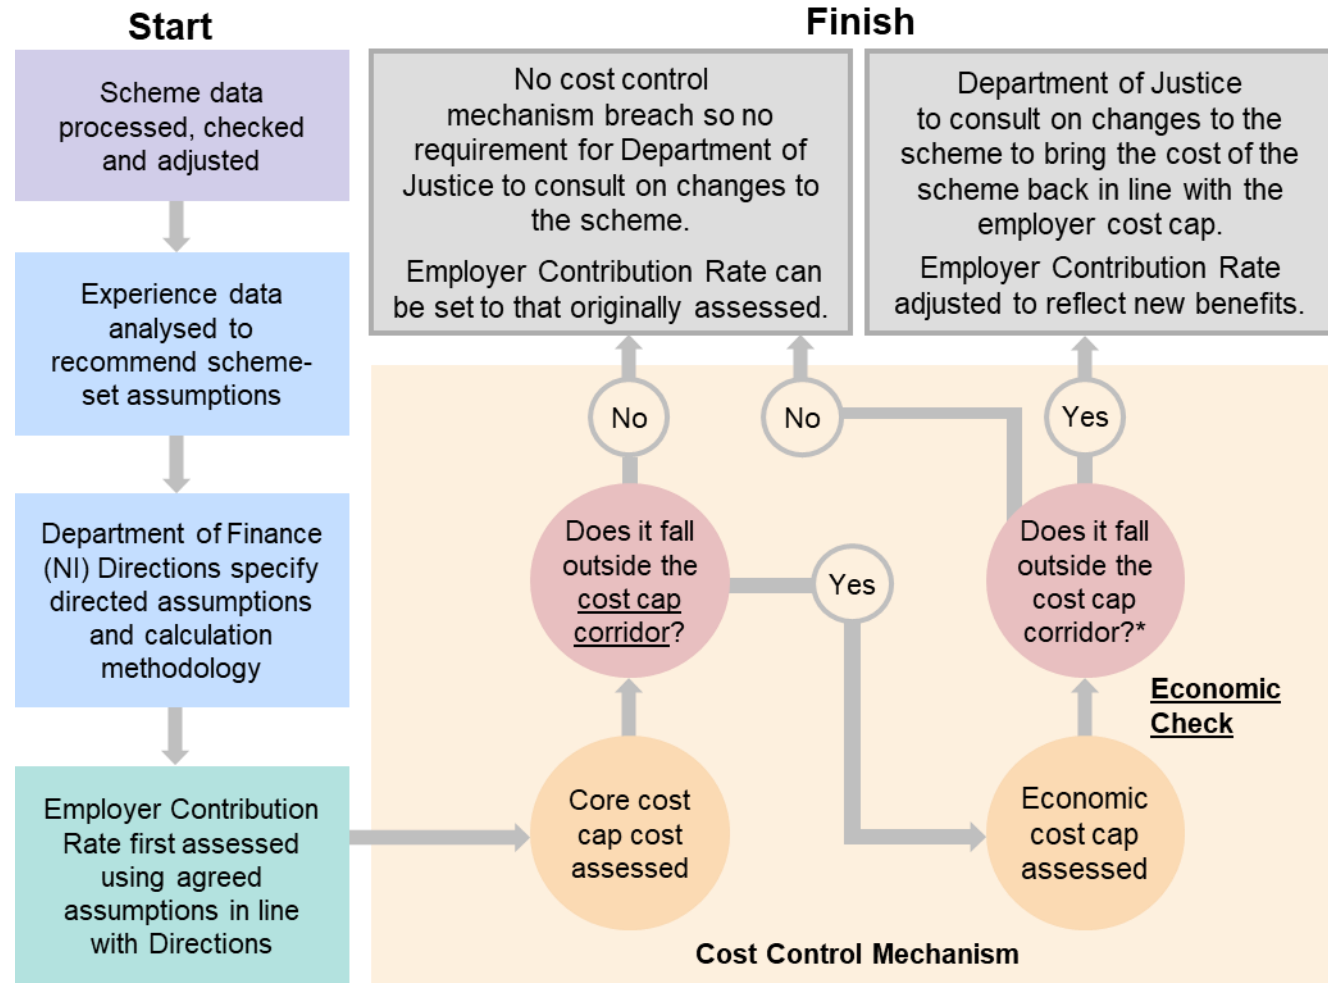 Start
Scheme data
processed, checked
and adjusted
Experience data
analysed to
recommend scheme-
set assumptions
Department of Finance
(NI) Directions specify
directed assumptions
and calculation
methodology
Employer Contribution
Rate first assessed
using agreed
assumptions in line
with Directions
Finish
No cost control
mechanism breach so no
requirement for Department of
Justice to consult on changes to
the scheme.
Employer Contribution Rate can
be set to that originally assessed.
Department of Justice
to consult on changes to the
scheme to bring the cost of the
scheme back in line with the
employer cost cap.
Employer Contribution Rate
adjusted to reflect new benefits.
No
No
Yes
Does it fall
outside the
cost cap
corridor?
Yes
Does it fall
outside the
cost cap
corridor?*
Economic
Check
Core cost
cap cost
assessed
Economic
cost cap
assessed
Cost Control Mechanism